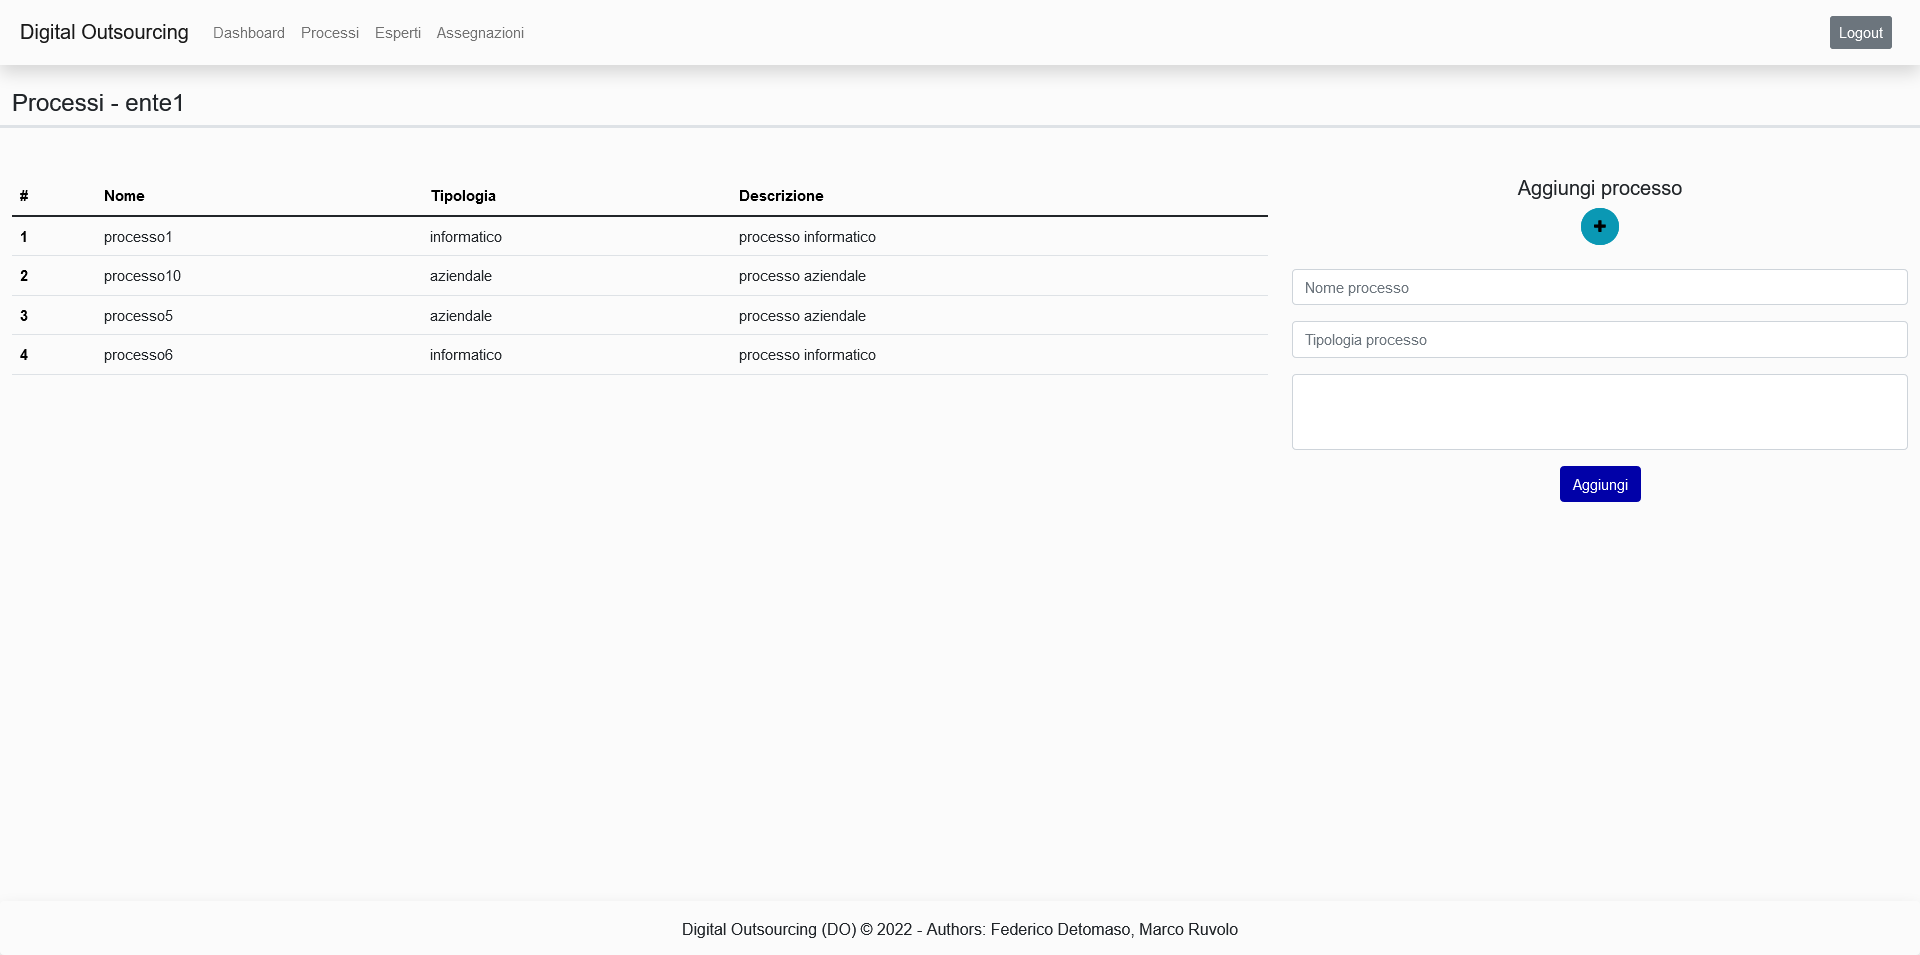 Digital Outsourcing Dashboard Processi Esperti Assegnazioni Logout
Processi - ente1
# Nome Tipologia Descrizione
1 processo1 informatico processo informatico
2 processo10 aziendale processo aziendale
3 processo5 aziendale processo aziendale
4 processo6 informatico processo informatico
Aggiungi processo
Nome processo
Tipologia processo
Aggiungi
Digital Outsourcing (DO) © 2022 - Authors: Federico Detomaso, Marco Ruvolo